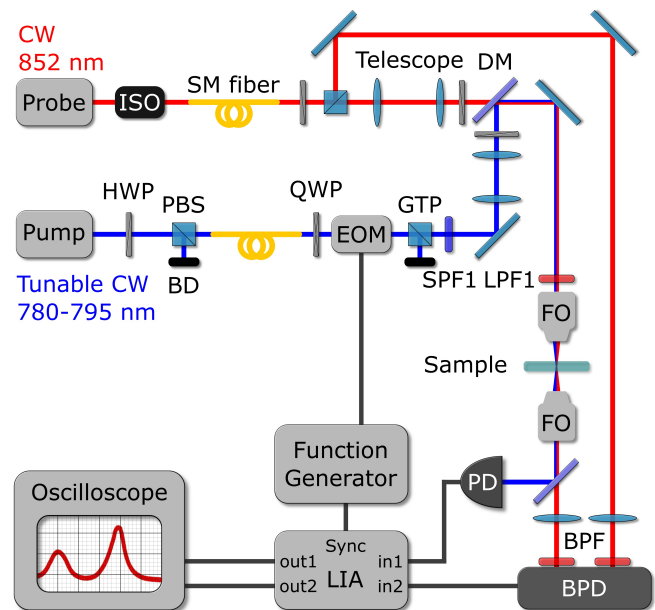 CW
852 nm
Probe
ISO
SM fiber
Telescope
DM
HWP
PBS
QWP
GTP
Pump
EOM
Tunable CW
780-795 nm
BD
SPF1 LPF1
FO
Sample
FO
Function
Generator
PD
Oscilloscope
BPF
Sync
out1
in1
LIA
out2
in2
BPD